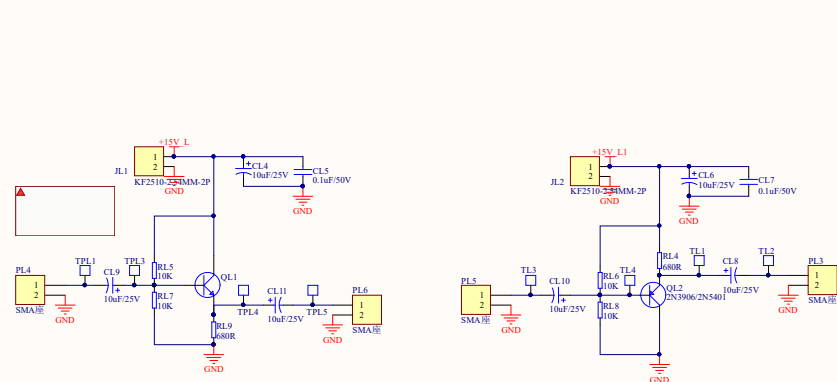 +15V_L
JL1
1
2
KF2510-2.54MM-2P
GND
CL4
10uF/25V
CL5
0.1uF/50V
GND
PL4
1
2
SMA座
GND
TPL1
CL9
10uF/25V
TPL3
RL5
10K
RL7
10K
QL1
RL9
680R
GND
TPL4
CL11
10uF/25V
TPL5
PL6
1
2
SMA座
GND
+15V_L1
JL2
1
2
KF2510-2.54MM-2P
GND
CL6
10uF/25V
CL7
0.1uF/50V
GND
PL5
1
2
SMA座
GND
TL3
CL10
10uF/25V
TL4
RL6
10K
RL8
10K
RL4
680R
QL2
2N3906/2N5401
GND
TL1
CL8
10uF/25V
TL2
PL3
1
2
SMA座
GND